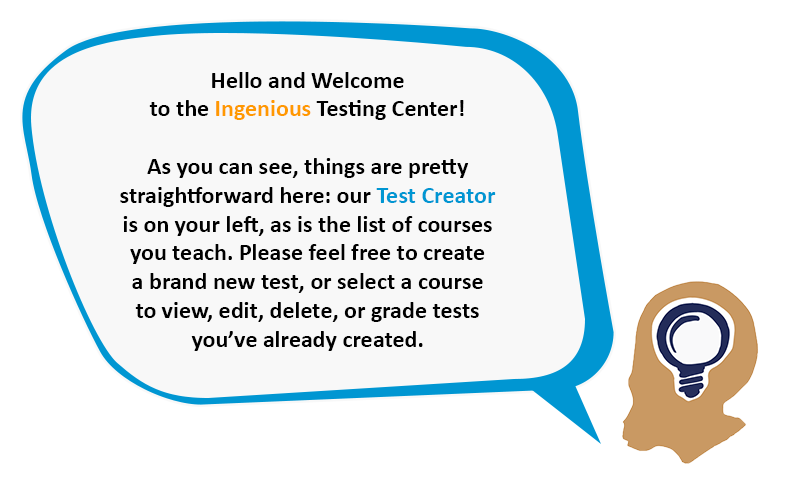 Hello and Welcome
to the Ingenious Testing Center!
As you can see, things are pretty
straightforward here: our Test Creator
is on your left, as is the list of courses
you teach. Please feel free to create
a brand new test, or select a course
to view, edit, delete, or grade tests
you’ve already created.